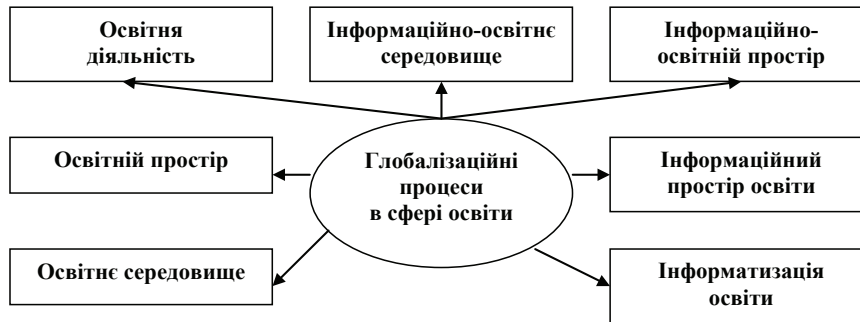 Освітня
діяльність
Інформаційно-освітнє
середовище
Інформаційно-
освітній простір
Освітній простір
Глобалізаційні
процеси
в сфері освіти
Інформаційний
простір освіти
Освітнє середовище
Інформатизація
освіти